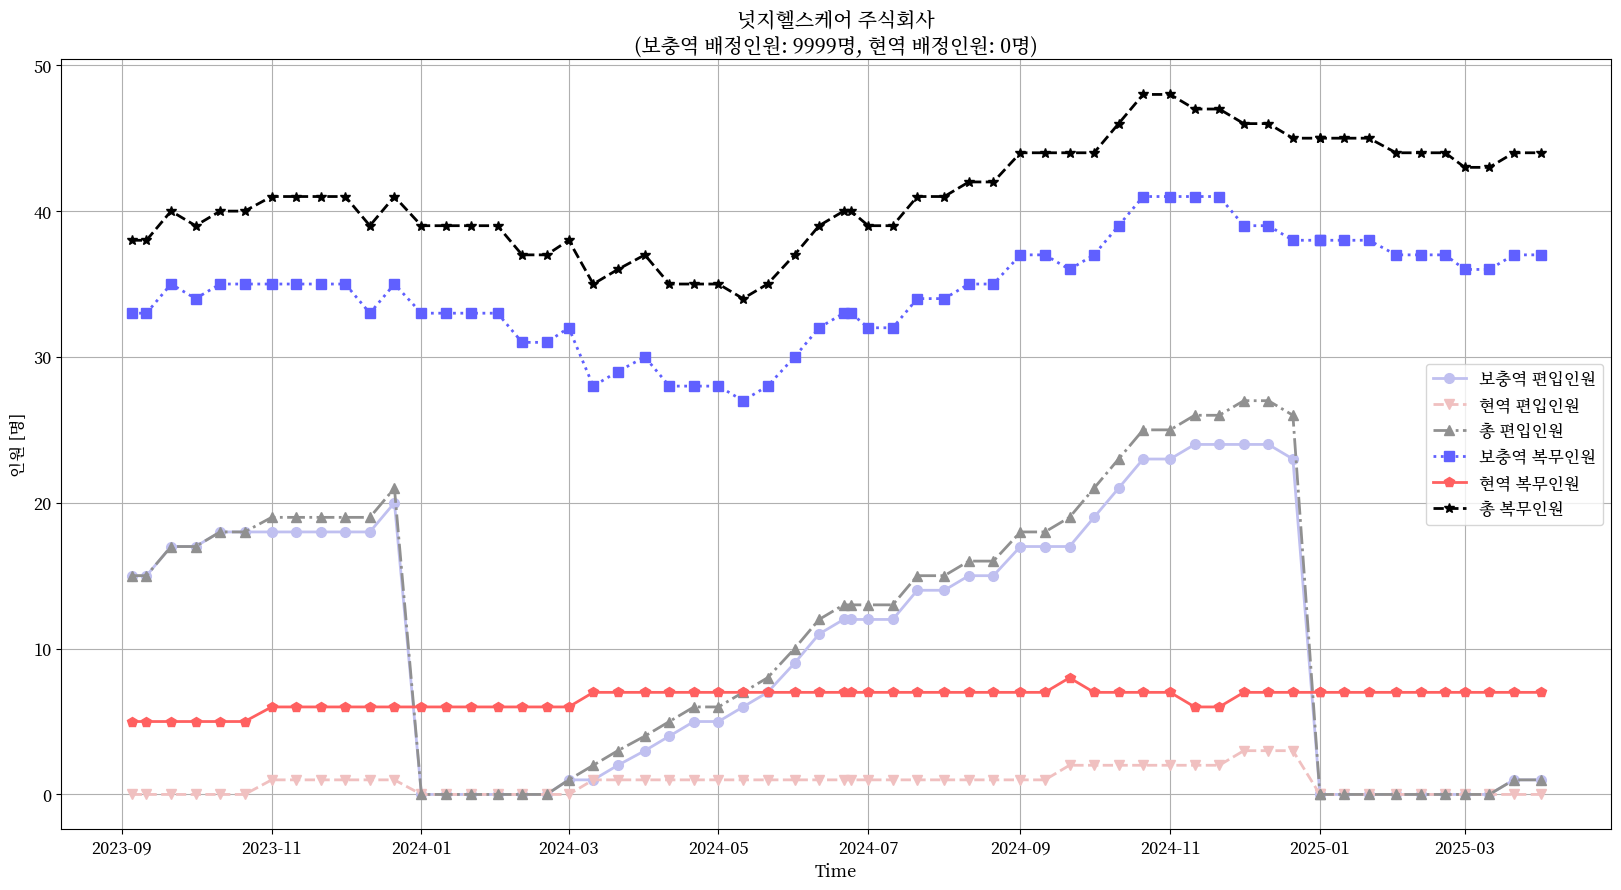 넛지헬스케어 주식회사
(보충역 배정인원: 9999명, 현역 배정인원: 0명)
50
40
30
20
10
0
인원 [명]
보충역 편입인원
현역 편입인원
총 편입인원
보충역 복무인원
현역 복무인원
총 복무인원
2023-09 2023-11 2024-01 2024-03 2024-05 2024-07 2024-09 2024-11 2025-01 2025-03
Time